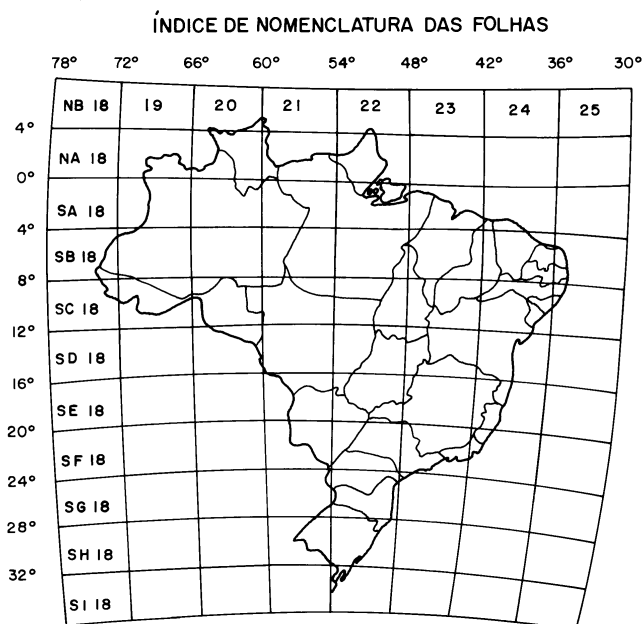 ÍNDICE DE NOMENCLATURA DAS FOLHAS
78° 72° 66° 60° 54° 48° 42° 36° 30°
NB 18 19 20 21 22 23 24 25
4°
NA 18
0°
SA 18
4°
SB 18
8°
SC 18
12°
SD 18
16°
SE 18
20°
SF 18
24°
SG 18
28°
SH 18
32°
SI 18